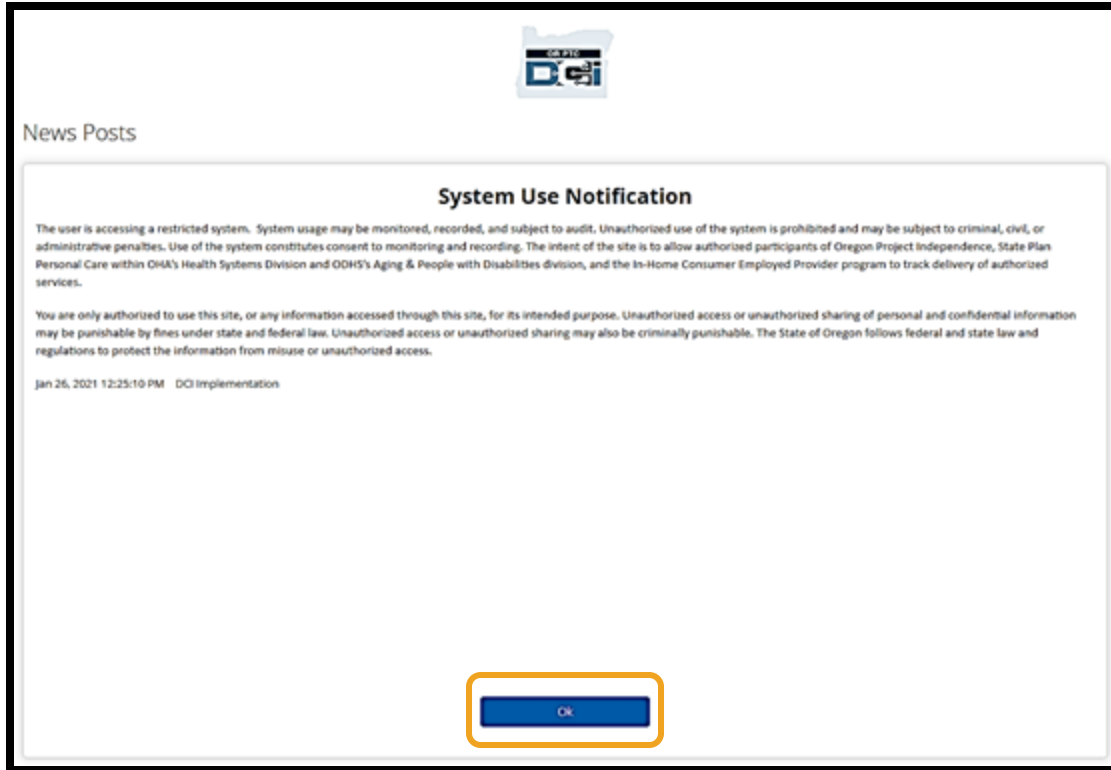 OR PTC
DCI
News Posts
System Use Notification
The user is accessing a restricted system. System usage may be monitored, recorded, and subject to audit. Unauthorized use of the system is prohibited and may be subject to criminal, civil, or
administrative penalties. Use of the system constitutes consent to monitoring and recording. The intent of the site is to allow authorized participants of Oregon Project Independence, State Plan
Personal Care within OHA's Health Systems Division and ODHS's Aging & People with Disabilities division, and the In-Home Consumer Employed Provider program to track delivery of authorized
services.
You are only authorized to use this site, or any information accessed through this site, for its intended purpose. Unauthorized access or unauthorized sharing of personal and confidential information
may be punishable by fines under state and federal law. Unauthorized access or unauthorized sharing may also be criminally punishable. The State of Oregon follows federal and state law and
regulations to protect the information from misuse or unauthorized access.
Jan 26, 2021 12:25:10 PM DCI Implementation
Ok